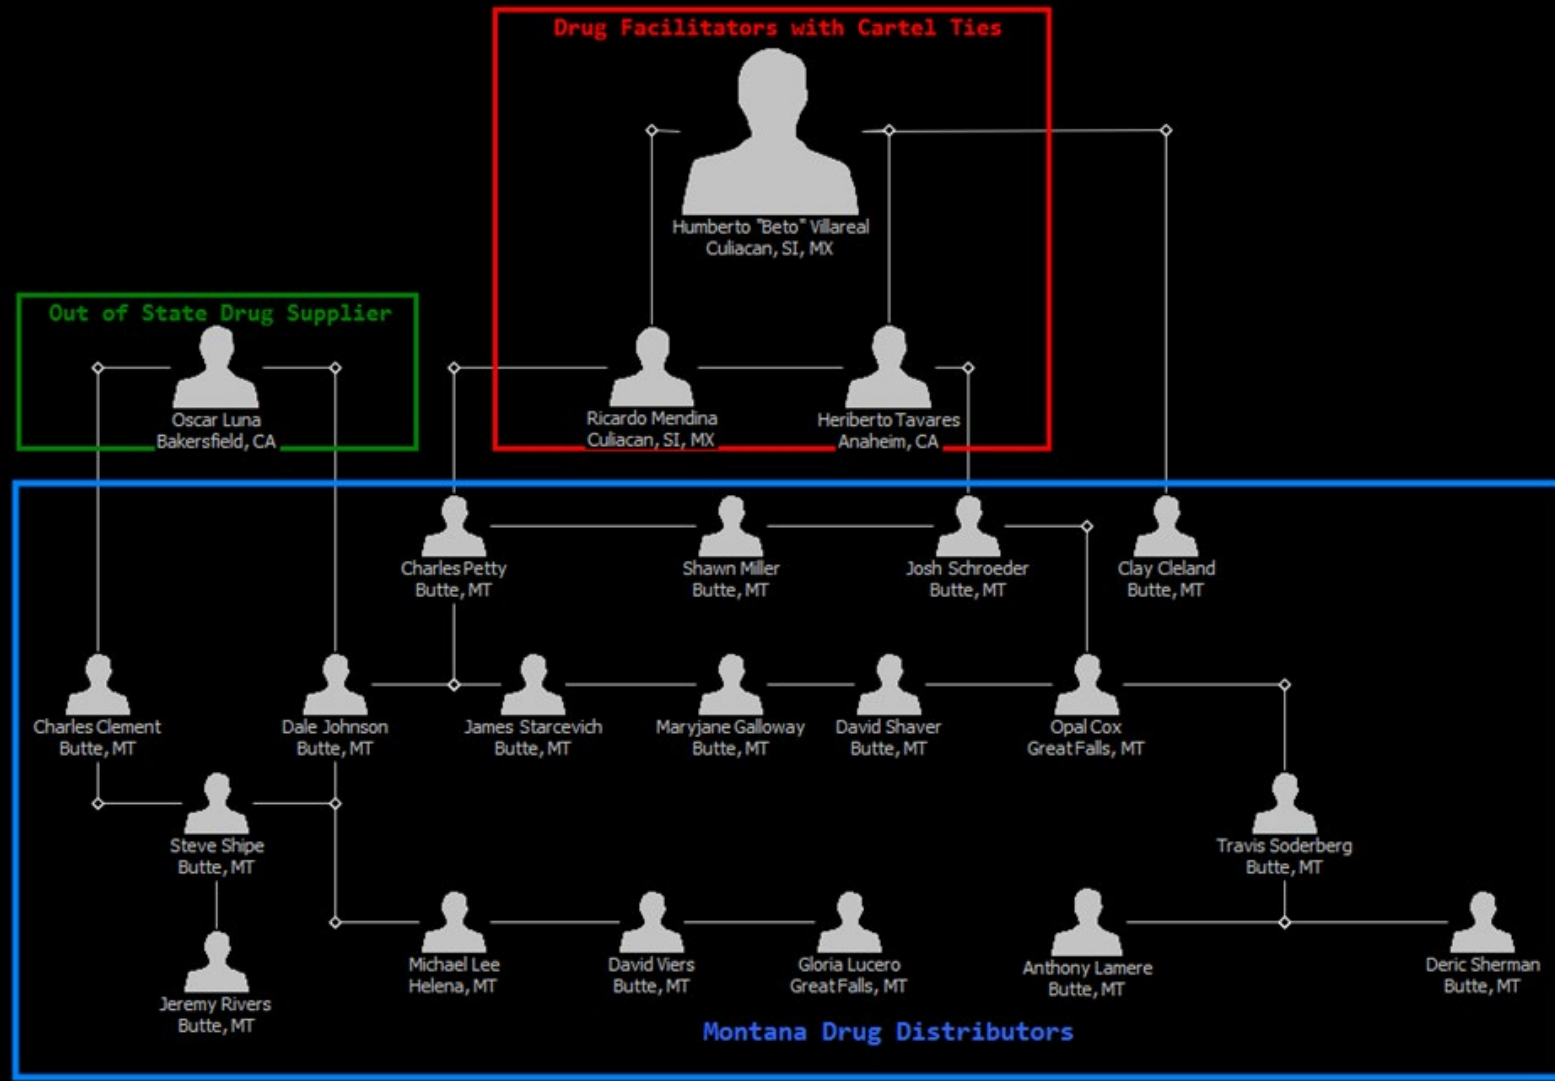 Drug Facilitators with Cartel Ties
Humberto "Beto" Villareal
Culiacan, SI, MX
Out of State Drug Supplier
Oscar Luna
Bakersfield, CA
Ricardo Mendina
Culiacan, SI, MX
Heriberto Tavares
Anaheim, CA
Charles Petty
Butte, MT
Shawn Miller
Butte, MT
Josh Schroeder
Butte, MT
Clay Cleland
Butte, MT
Charles Clement
Butte, MT
Dale Johnson
Butte, MT
James Starcevich
Butte, MT
Maryjane Galloway
Butte, MT
David Shaver
Butte, MT
Opal Cox
Great Falls, MT
Steve Shipe
Butte, MT
Travis Soderberg
Butte, MT
Jeremy Rivers
Butte, MT
Michael Lee
Helena, MT
David Viers
Butte, MT
Gloria Lucero
Great Falls, MT
Anthony Lamere
Butte, MT
Deric Sherman
Butte, MT
Montana Drug Distributors